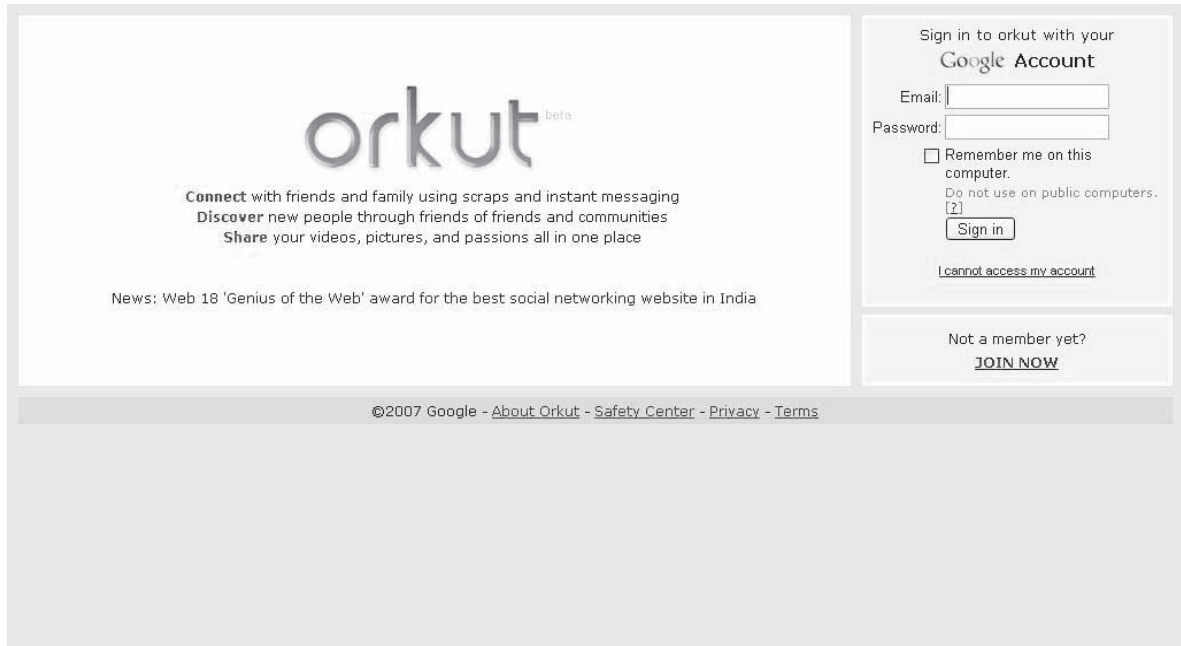 orkut beta
Connect with friends and family using scraps and instant messaging
Discover new people through friends of friends and communities
Share your videos, pictures, and passions all in one place
News: Web 18 'Genius of the Web' award for the best social networking website in India
Sign in to orkut with your
Google Account
Email:
Password:
Remember me on this
computer.
Do not use on public computers.
[?]
Sign in
I cannot access my account
Not a member yet?
JOIN NOW
©2007 Google - About Orkut - Safety Center - Privacy - Terms